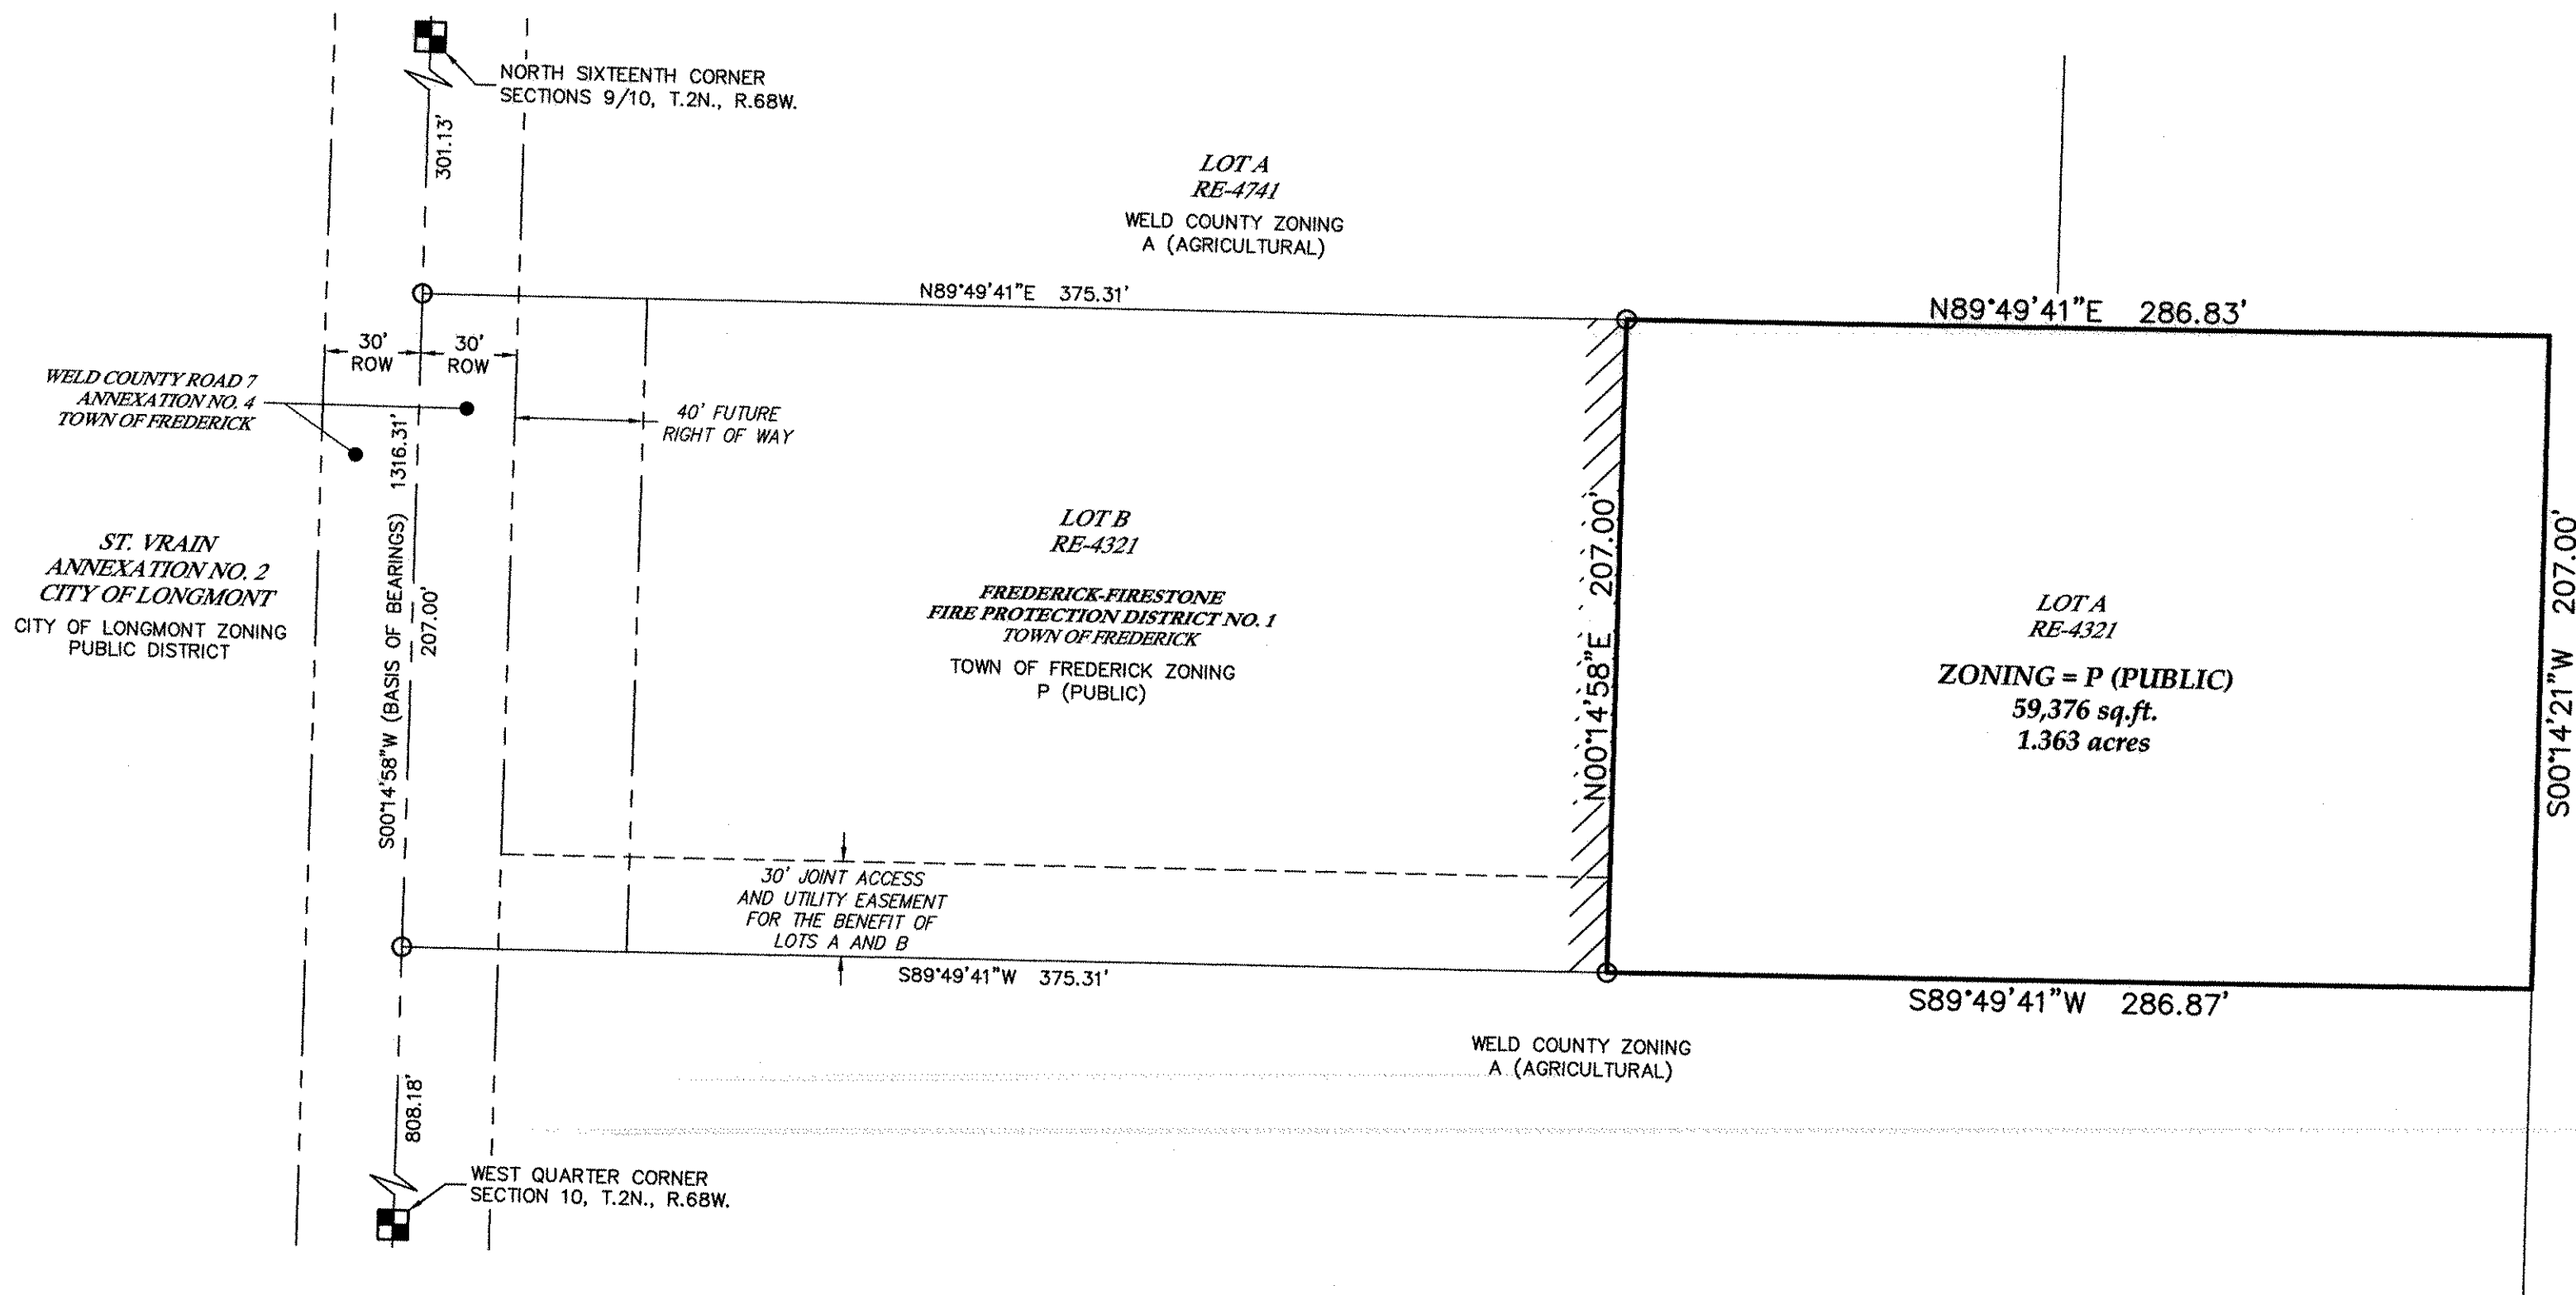 NORTH SIXTEENTH CORNER
SECTIONS 9/10, T.2N., R.68W.
301.13'
LOT A
RE-4741
WELD COUNTY ZONING
A (AGRICULTURAL)
N89°49'41"E 375.31'
N89°49'41"E 286.83'
30'
ROW
30'
ROW
WELD COUNTY ROAD 7
ANNEXATION NO. 4
TOWN OF FREDERICK
40' FUTURE
RIGHT OF WAY
S00°14'58"W (BASIS OF BEARINGS) 1316.31'
207.00'
ST. VRAIN
ANNEXATION NO. 2
CITY OF LONGMONT
CITY OF LONGMONT ZONING
PUBLIC DISTRICT
LOT B
RE-4321
FREDERICK-FIRESTONE
FIRE PROTECTION DISTRICT NO. 1
TOWN OF FREDERICK
TOWN OF FREDERICK ZONING
P (PUBLIC)
N00°14'58"E 207.00'
LOT A
RE-4321
ZONING = P (PUBLIC)
59,376 sq.ft.
1.363 acres
S00°14'21"W 207.00'
30' JOINT ACCESS
AND UTILITY EASEMENT
FOR THE BENEFIT OF
LOTS A AND B
S89°49'41"W 375.31'
S89°49'41"W 286.87'
WELD COUNTY ZONING
A (AGRICULTURAL)
808.18'
WEST QUARTER CORNER
SECTION 10, T.2N., R.68W.